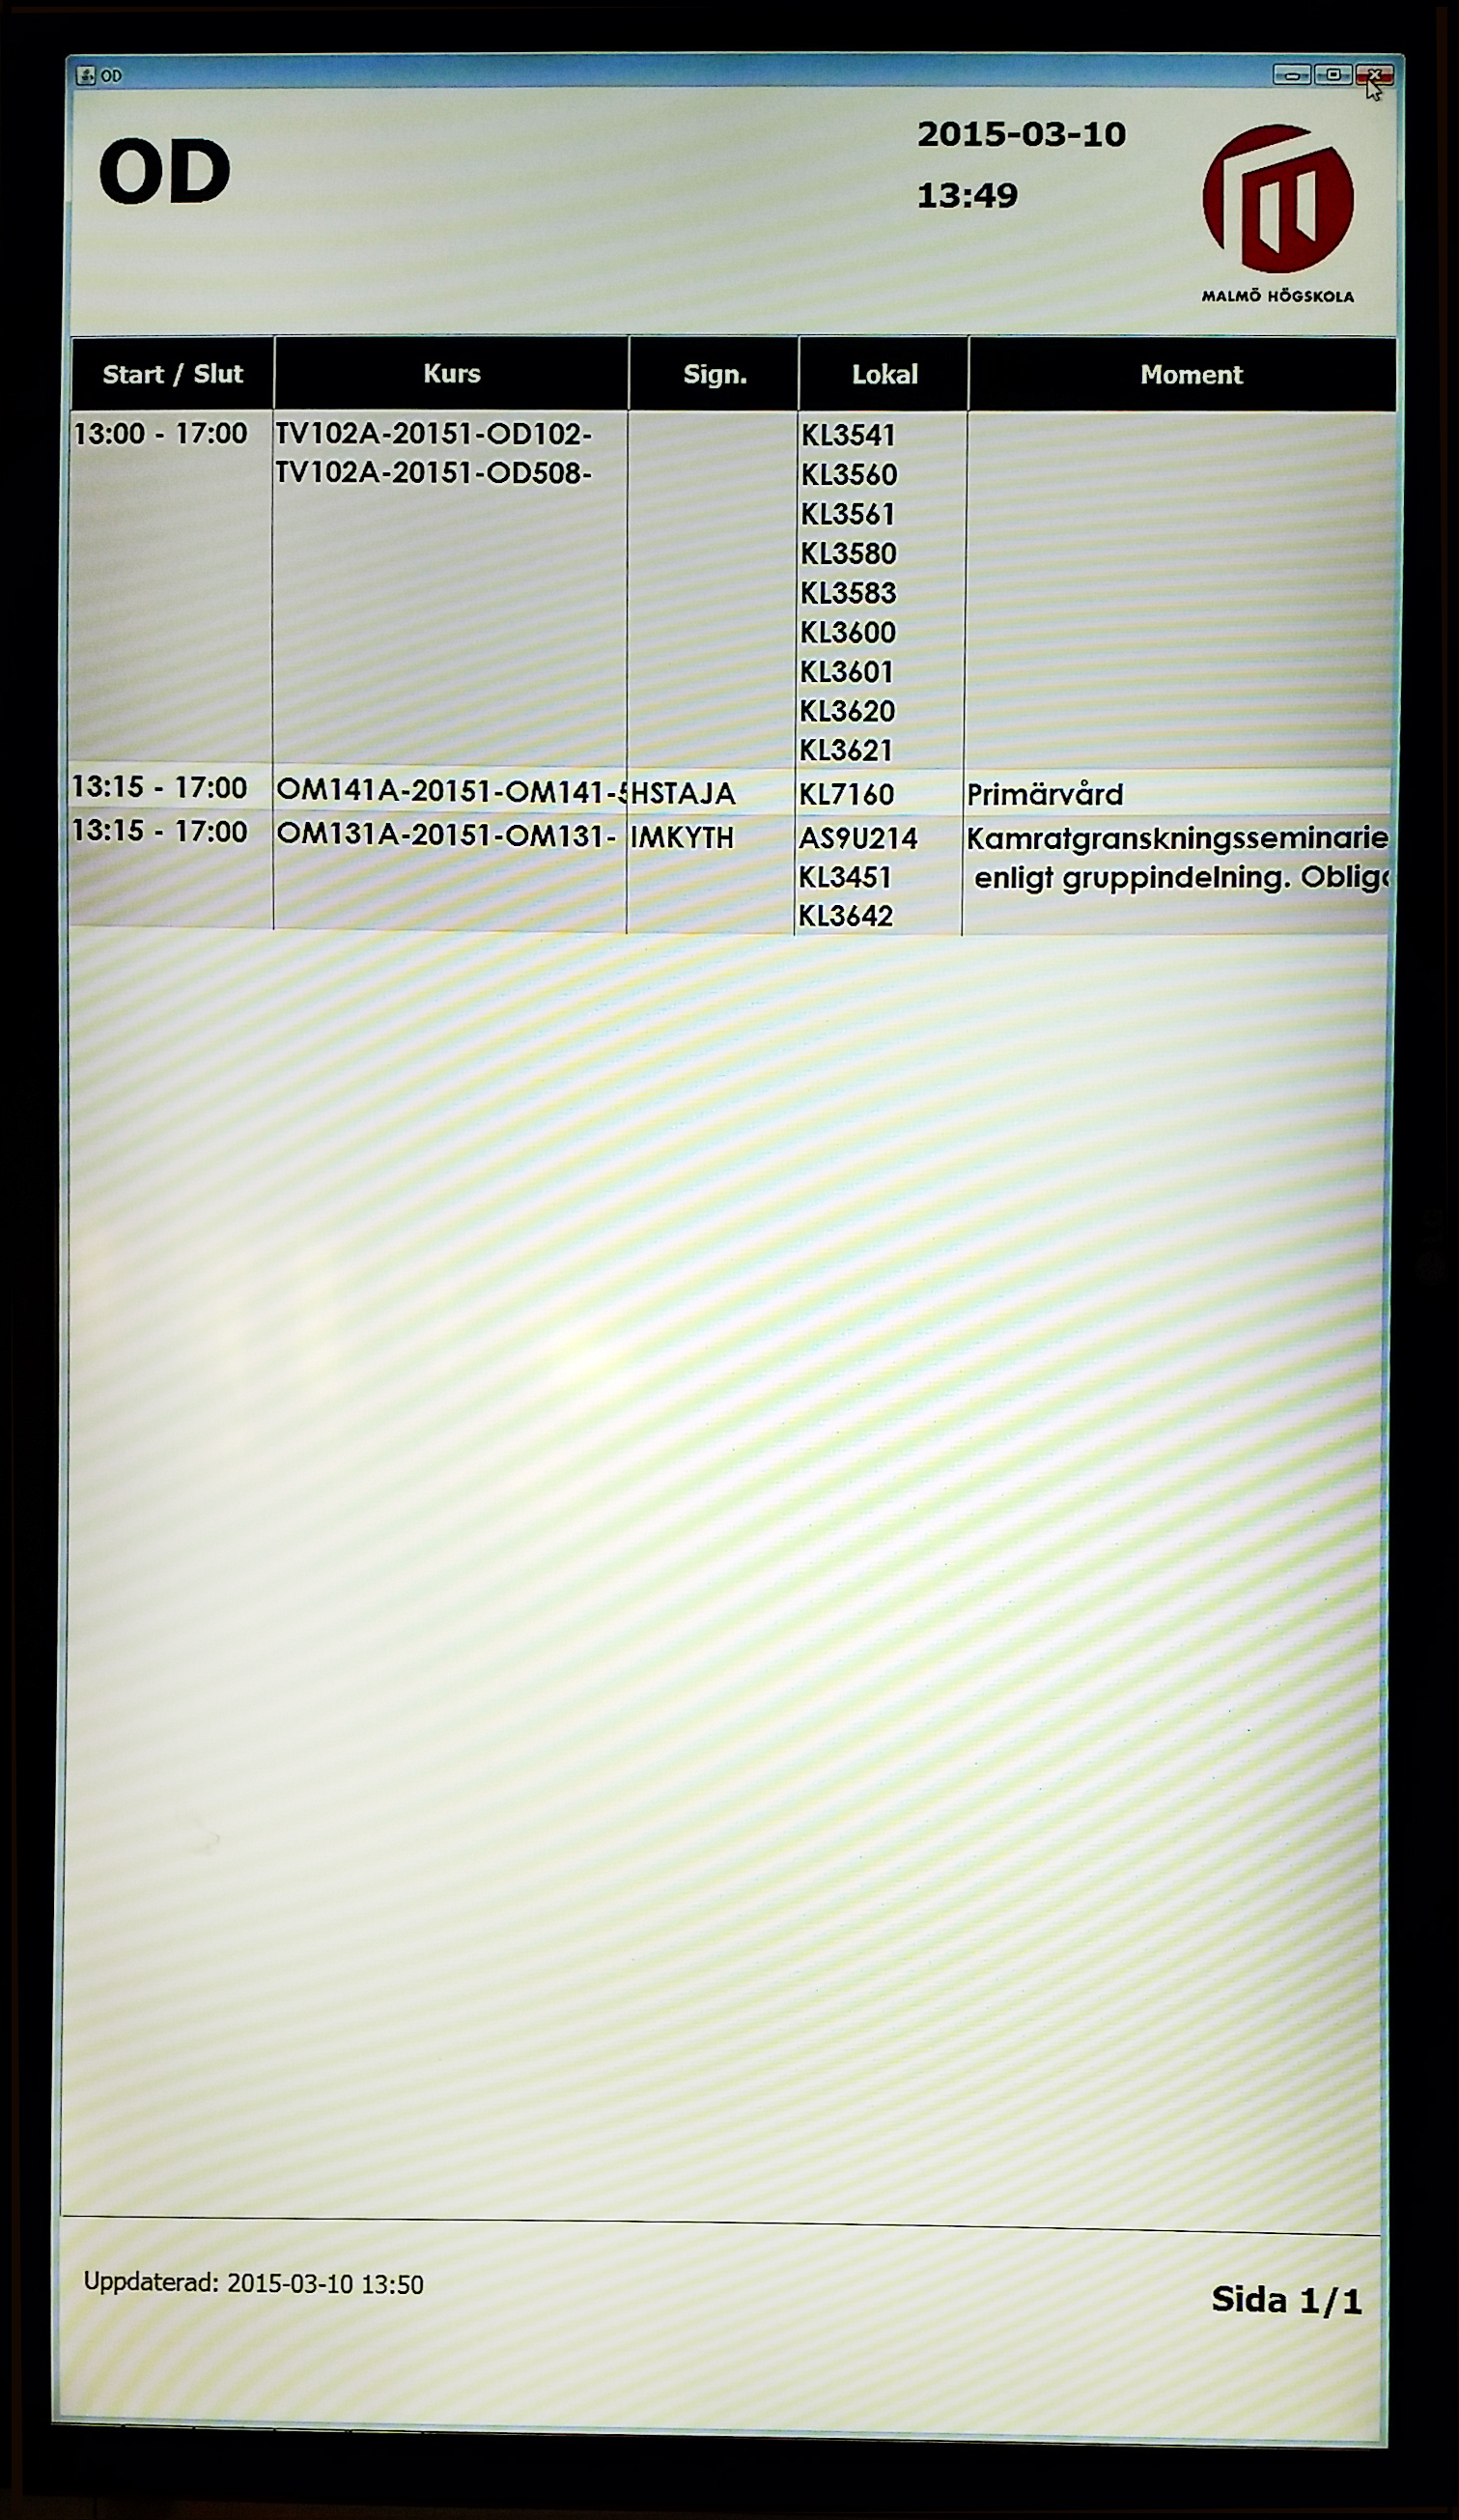 OD
OD
2015-03-10
13:49
MALMÖ HÖGSKOLA
Start / Slut Kurs Sign. Lokal Moment
13:00 - 17:00 TV102A-20151-OD102- KL3541
TV102A-20151-OD508- KL3560
KL3561
KL3580
KL3583
KL3600
KL3601
KL3620
KL3621
13:15 - 17:00 OM141A-20151-OM141- HSTAJA KL7160 Primärvård
13:15 - 17:00 OM131A-20151-OM131- IMKYTH AS9U214 Kamratgranskningsseminarie
KL3451 enligt gruppindelning. Oblig
KL3642
Uppdaterad: 2015-03-10 13:50
Sida 1/1